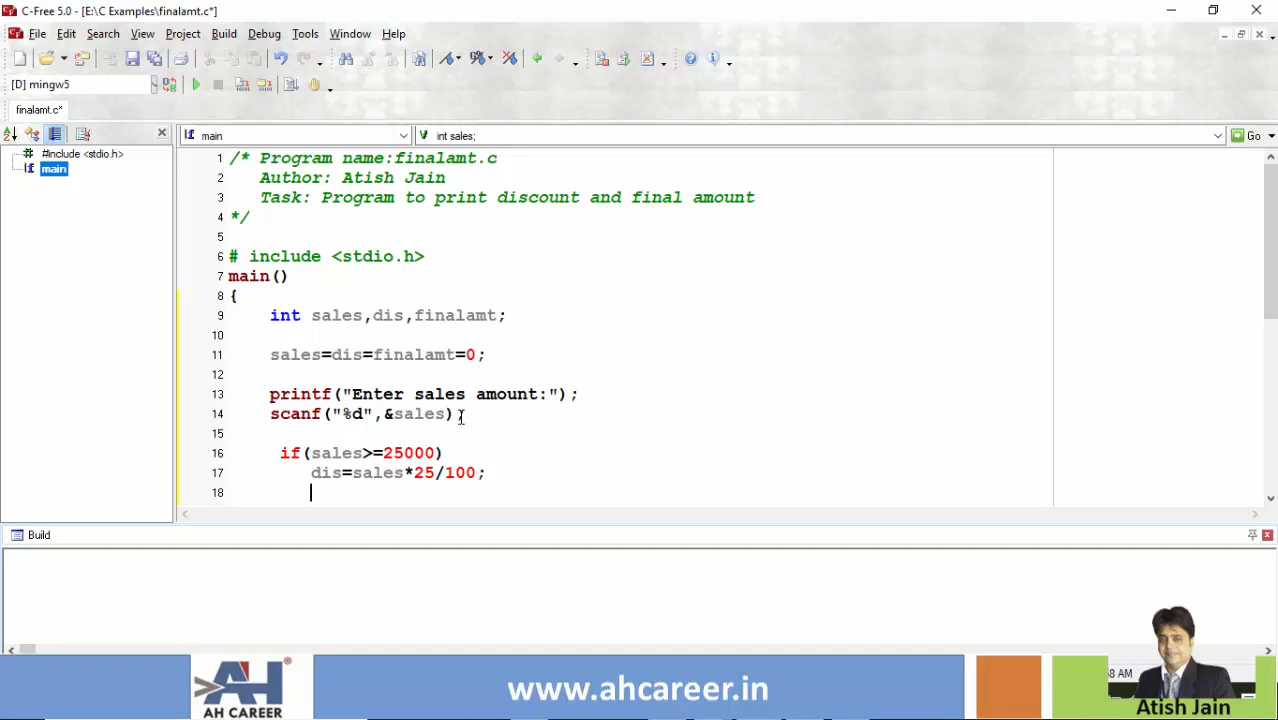 C-Free 5.0 - [E:\C Examples\finalamt.c*]
File Edit Search View Project Build Debug Tools Window Help
[D] mingw5
finalamt.c*
main
int sales;
Go
#include <stdio.h>
main
1 /* Program name:finalamt.c
2 Author: Atish Jain
3 Task: Program to print discount and final amount
4 */
5
6 # include <stdio.h>
7 main()
8 {
9 int sales,dis,finalamt;
10
11 sales=dis=finalamt=0;
12
13 printf("Enter sales amount:");
14 scanf("%d",&sales)
15
16 if(sales>=25000)
17 dis=sales*25/100;
18
Build
AH CAREER
www.ahcareer.in
8 AM
Atish Jain